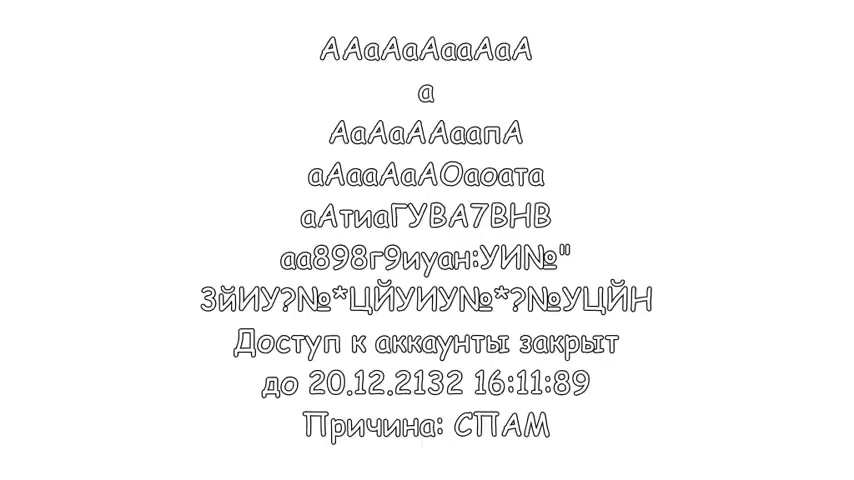 ААаАаАааАаА
а
АаАаААаапА
аАааАаАОаоата
аАтиаГУВА7ВНВ
аа898г9иуан:УИ№"
3йИУ?№*ЦЙУИУ№*?№УЦЙН
Доступ к аккаунты закрыт
до 20.12.2132 16:11:89
Причина: СПАМ